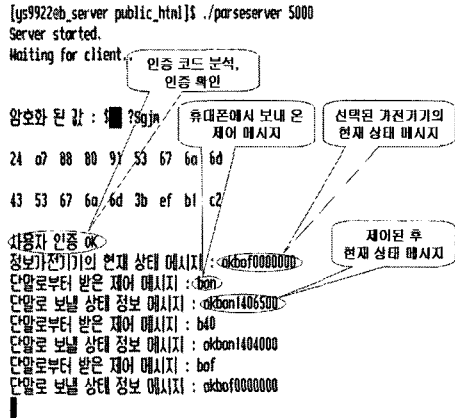 [ys9922@b_server public_html]$ ./parseserver 5000
Server started.
Waiting for client..
인증 코드 분석,
인증 확인
휴대폰에서 보내 온
제어 메시지
선택된 가전기기의
현재 상태 메시지
암호화 된 값 : $ ?Sgjm
24 a7 88 80 91 53 67 6a 6d
43 53 67 6a 6d 3b ef b1 c2
제어된 후
현재 상태 메시지
사용자 인증 OK
정보가전기기의 현재 상태 메시지 : okbof0000000
단말로부터 받은 제어 메시지 : bon
단말로 보낼 상태 정보 메시지 : okbon1406500
단말로부터 받은 제어 메시지 : b40
단말로 보낼 상태 정보 메시지 : okbon1404000
단말로부터 받은 제어 메시지 : bof
단말로 보낼 상태 정보 메시지 : okbof0000000